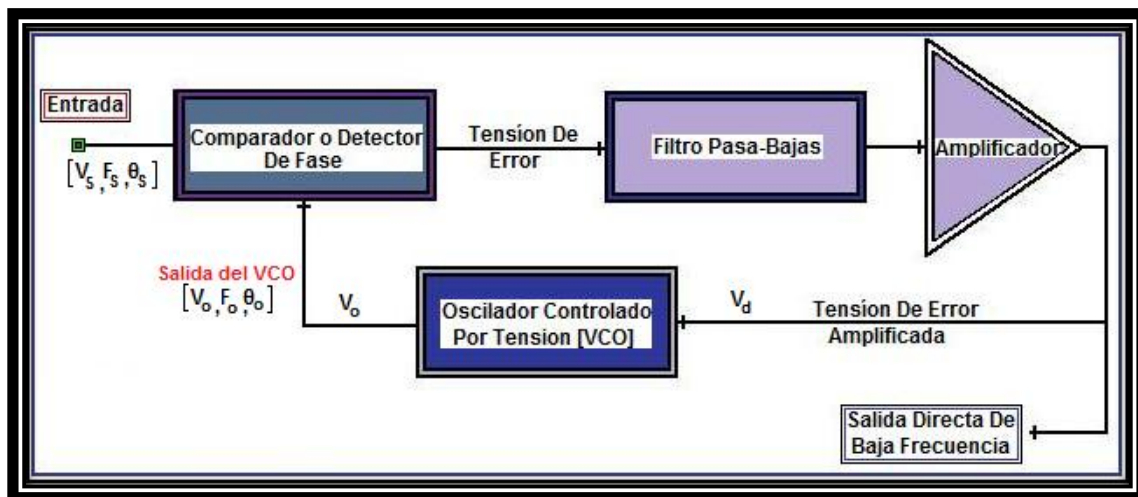 Entrada
[Vs, Fs, θs]
Comparador o Detector
De Fase
Tensíon De
Error
Filtro Pasa-Bajas
Amplificador
Salida del VCO
[Vo, Fo, θo]
Vo
Oscilador Controlado
Por Tension [VCO]
Vd
Tensíon De Error
Amplificada
Salida Directa De
Baja Frecuencia